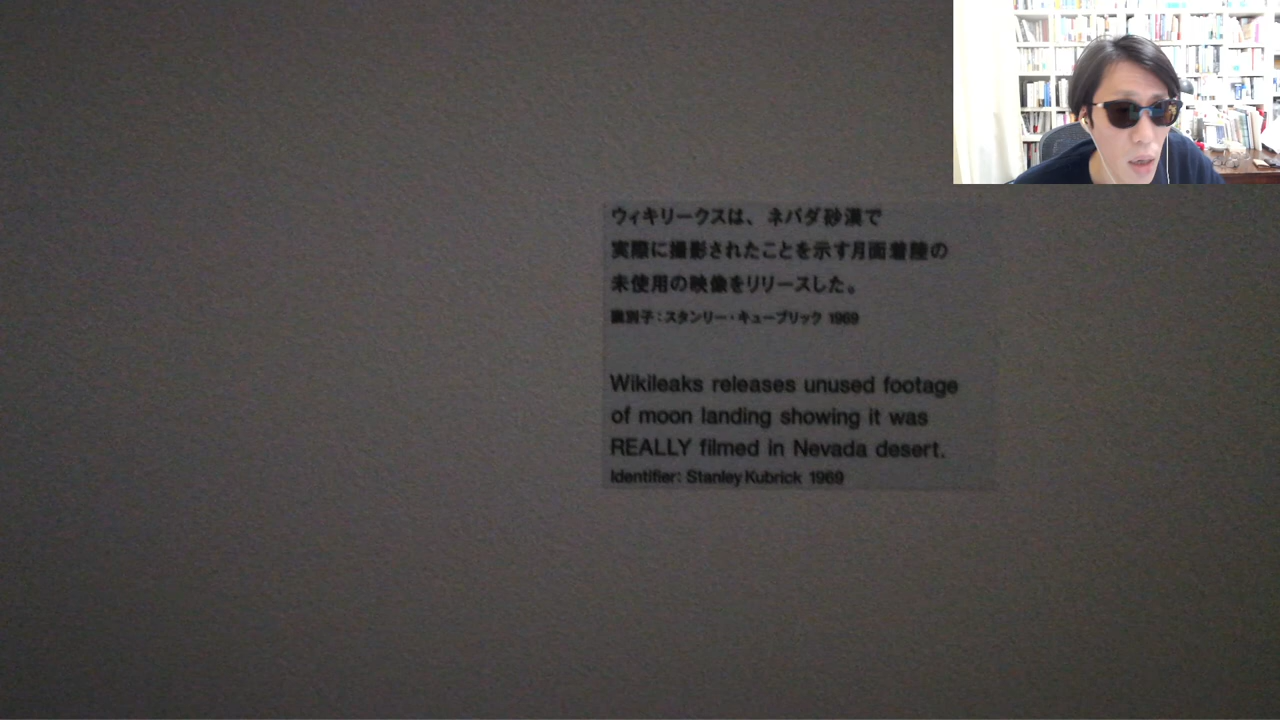 ウィキリークスは、ネバダ砂漠で
実際に撮影されたことを示す月面着陸の
未使用の映像をリリースした。
識別子：スタンリー・キューブリック 1969
Wikileaks releases unused footage
of moon landing showing it was
REALLY filmed in Nevada desert.
Identifier: Stanley Kubrick 1969